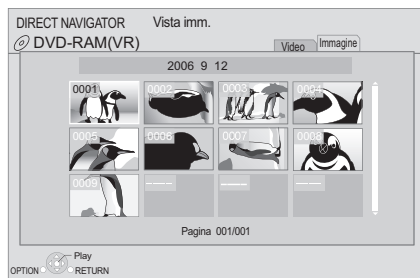 DIRECT NAVIGATOR Vista imm.
DVD-RAM(VR)
Video Immagine
2006 9 12
0001 0002 0003 0004
0005 0006 0007 0008
0009 ---- ---- ----
Pagina 001/001
Play
OPTION RETURN